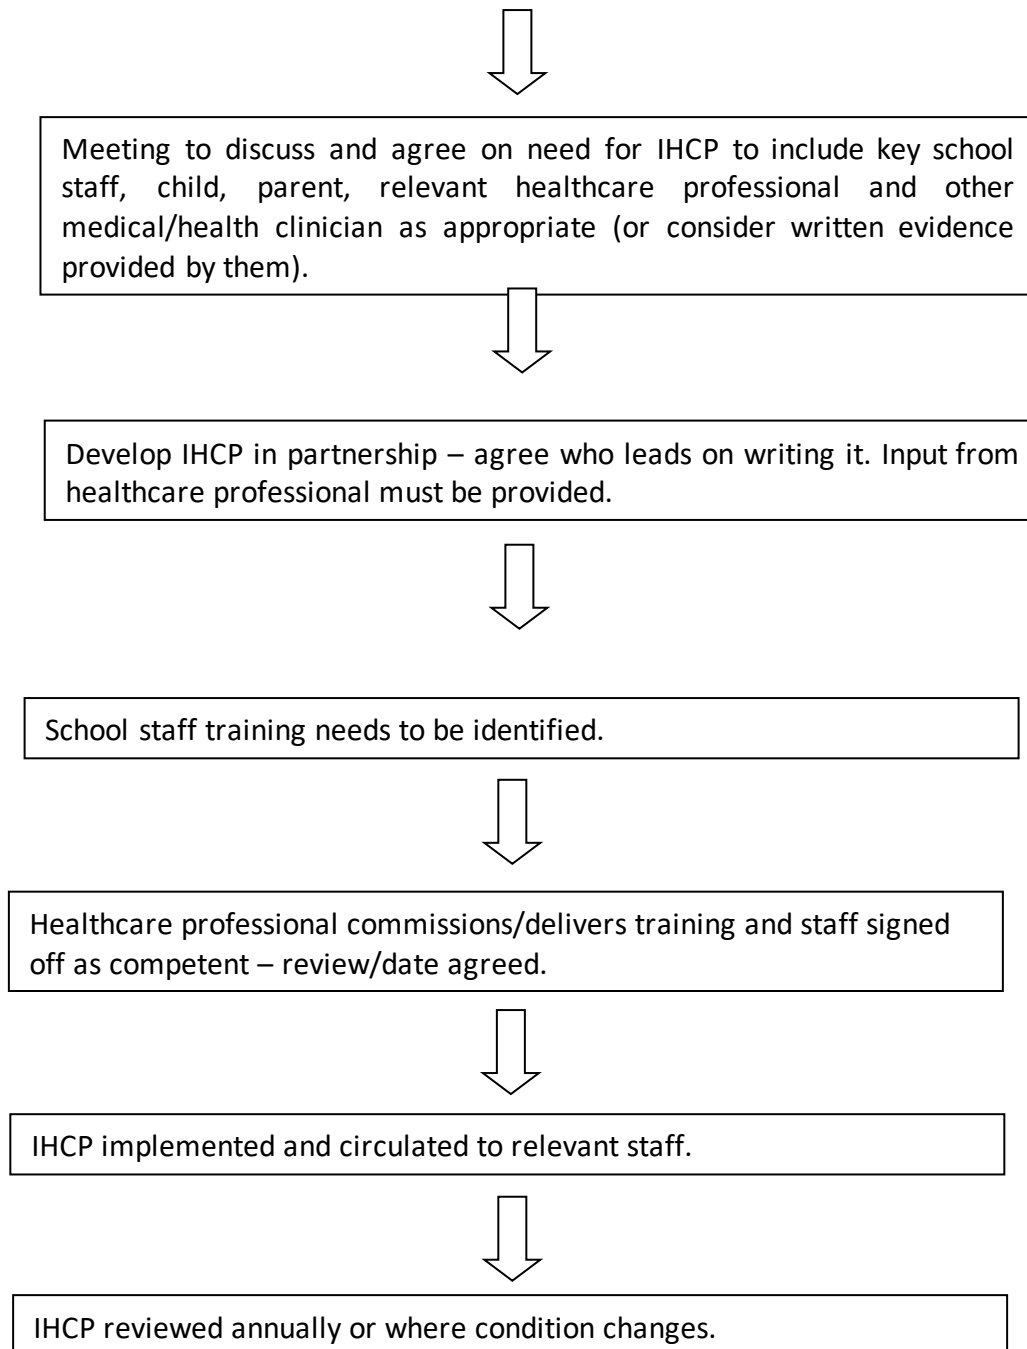 Meeting to discuss and agree on need for IHCP to include key school
staff, child, parent, relevant healthcare professional and other
medical/health clinician as appropriate (or consider written evidence
provided by them).
Develop IHCP in partnership – agree who leads on writing it. Input from
healthcare professional must be provided.
School staff training needs to be identified.
Healthcare professional commissions/delivers training and staff signed
off as competent – review/date agreed.
IHCP implemented and circulated to relevant staff.
IHCP reviewed annually or where condition changes.